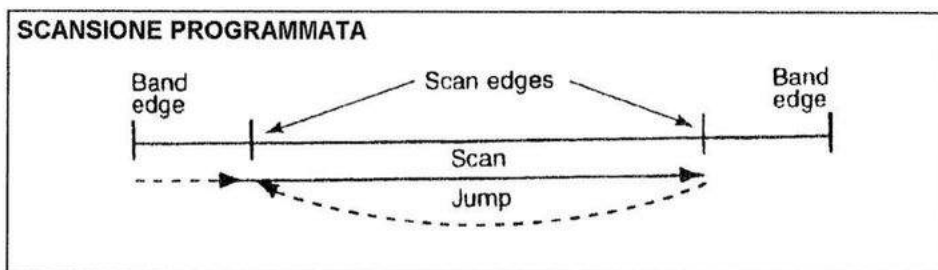 SCANSIONE PROGRAMMATA
Band
edge
Scan edges
Band
edge
Scan
Jump